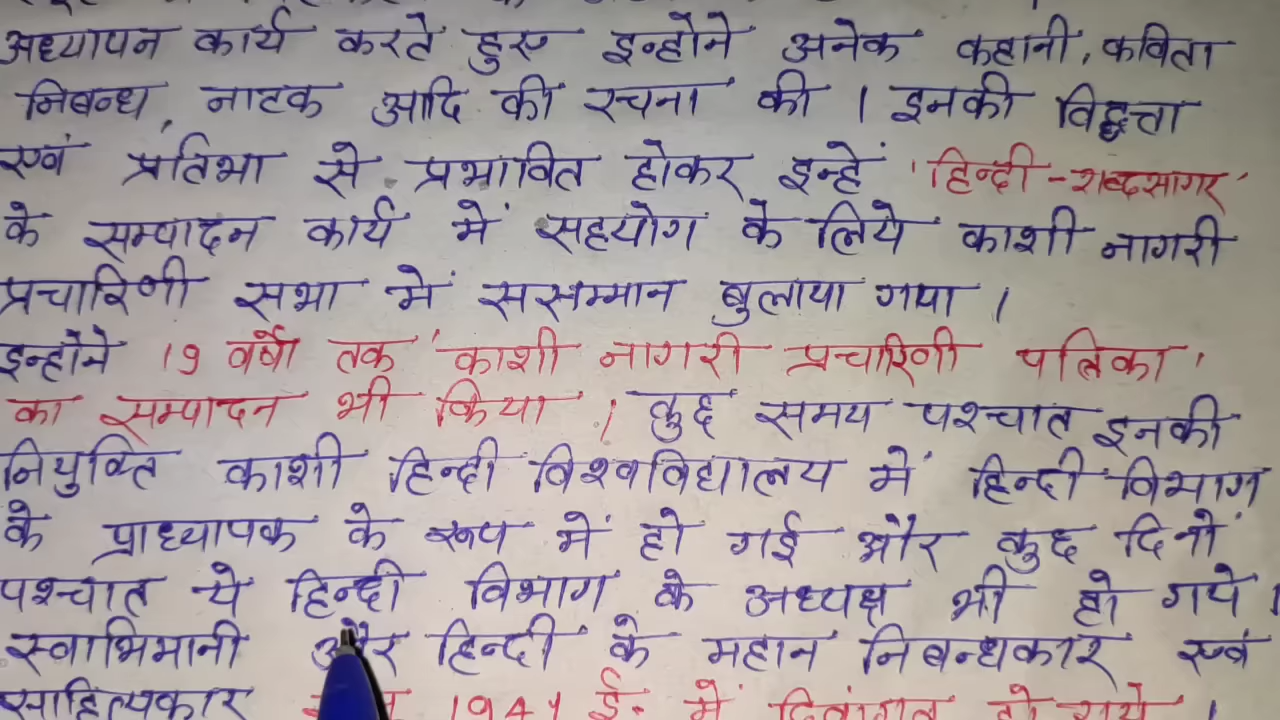 अध्यापन कार्य करते हुए इन्होंने अनेक कहानी, कविता
निबन्ध, नाटक आदि की रचना की । इनकी विद्वत्ता
एवं प्रतिभा से प्रभावित होकर इन्हें 'हिन्दी-शब्दसागर'
के सम्पादन कार्य में सहयोग के लिये काशी नागरी
प्रचारिणी सभा में ससम्मान बुलाया गया ।
इन्होंने 19 वर्षों तक 'काशी नागरी प्रचारिणी पत्रिका'
का सम्पादन भी किया । कुछ समय पश्चात इनकी
नियुक्ति काशी हिन्दी विश्वविद्यालय में हिन्दी विभाग
के प्राध्यापक के रूप में हो गई और कुछ दिनों
पश्चात ये हिन्दी विभाग के अध्यक्ष भी हो गये ।
स्वाभिमानी और हिन्दी के महान निबन्धकार एवं
साहित्यकार 1941 ई. में दिवंगत हो गये ।